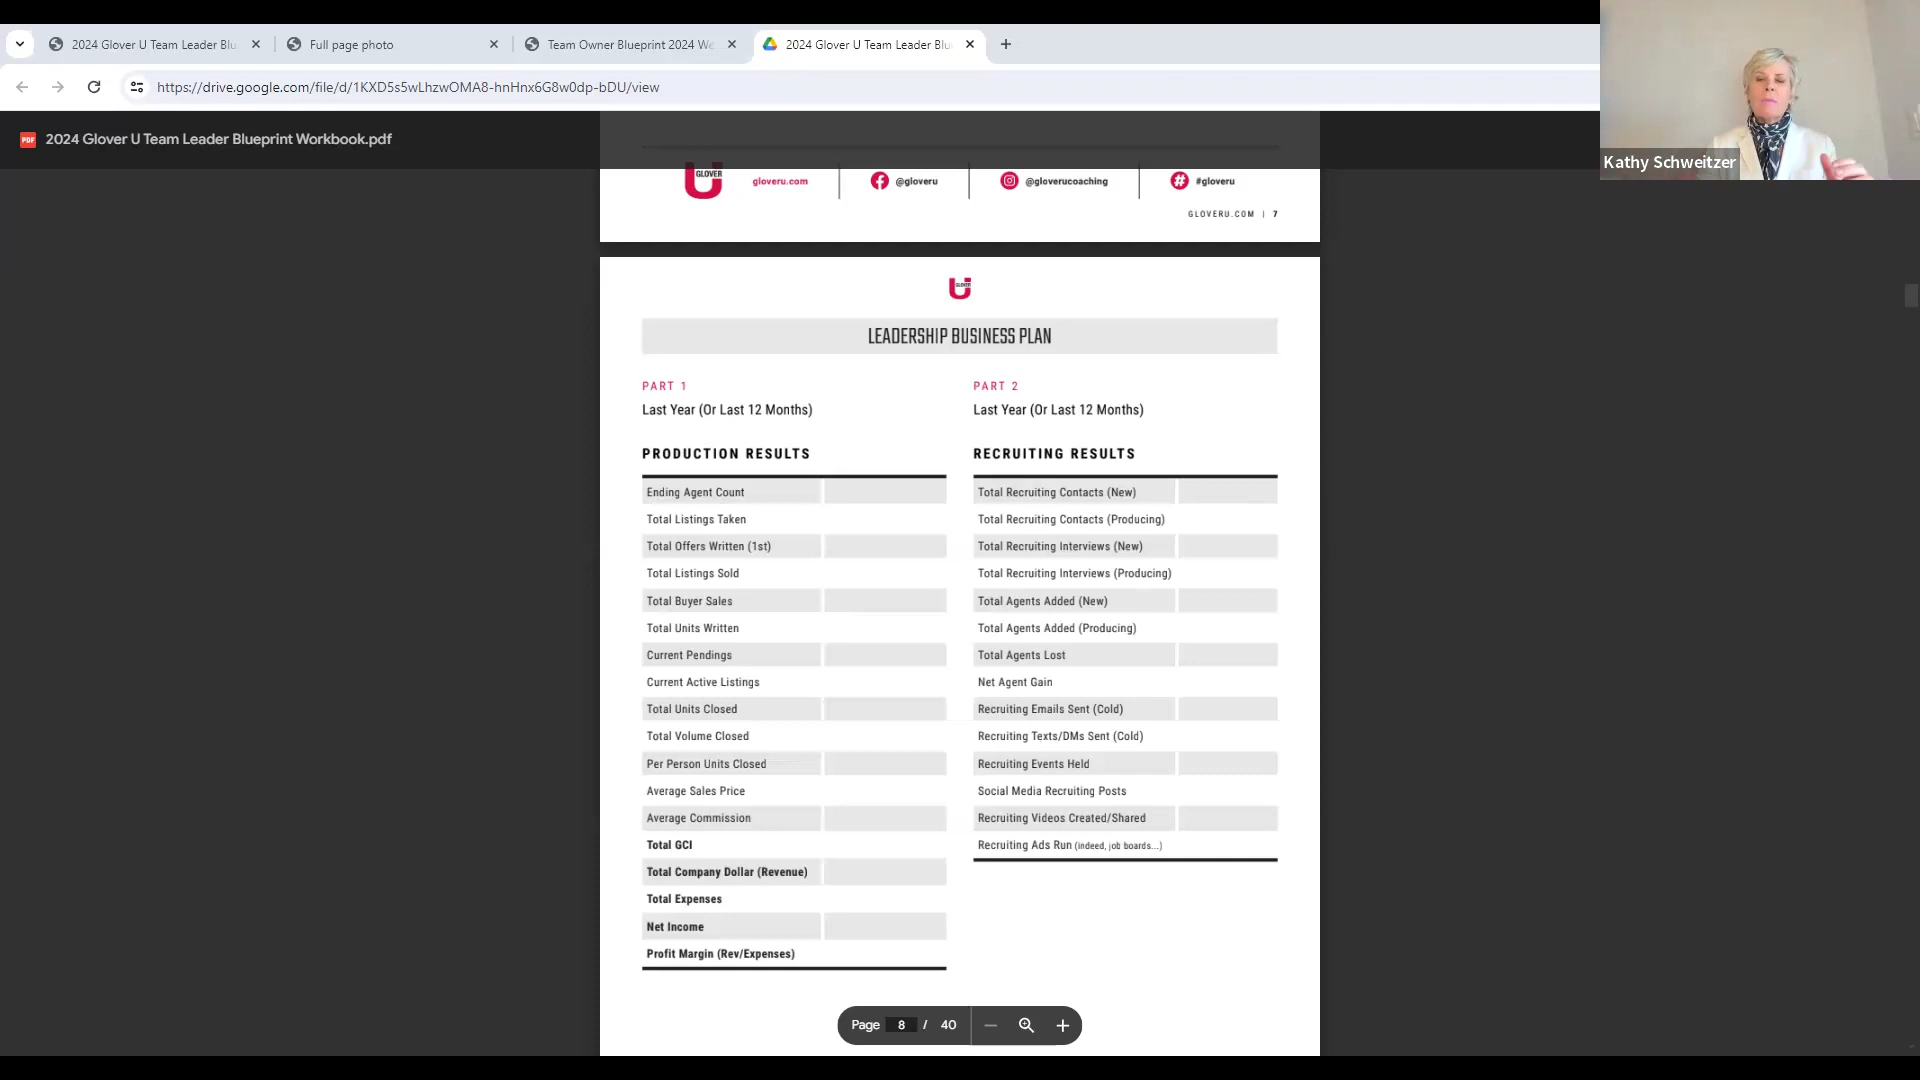 2024 Glover U Team Leader Blu
Full page photo
Team Owner Blueprint 2024 We
2024 Glover U Team Leader Blu
https://drive.google.com/file/d/1KXD5s5wLhzwOMA8-hnHnx6G8w0dp-bDU/view
PDF
2024 Glover U Team Leader Blueprint Workbook.pdf
Kathy Schweitzer
GLOVER
U
gloveru.com
@gloveru
@gloverucoaching
#gloveru
GLOVERU.COM | 7
GLOVER
U
LEADERSHIP BUSINESS PLAN
PART 1
Last Year (Or Last 12 Months)
PRODUCTION RESULTS
Ending Agent Count
Total Listings Taken
Total Offers Written (1st)
Total Listings Sold
Total Buyer Sales
Total Units Written
Current Pendings
Current Active Listings
Total Units Closed
Total Volume Closed
Per Person Units Closed
Average Sales Price
Average Commission
Total GCI
Total Company Dollar (Revenue)
Total Expenses
Net Income
Profit Margin (Rev/Expenses)
PART 2
Last Year (Or Last 12 Months)
RECRUITING RESULTS
Total Recruiting Contacts (New)
Total Recruiting Contacts (Producing)
Total Recruiting Interviews (New)
Total Recruiting Interviews (Producing)
Total Agents Added (New)
Total Agents Added (Producing)
Total Agents Lost
Net Agent Gain
Recruiting Emails Sent (Cold)
Recruiting Texts/DMs Sent (Cold)
Recruiting Events Held
Social Media Recruiting Posts
Recruiting Videos Created/Shared
Recruiting Ads Run (indeed, job boards...)
Page 8 / 40